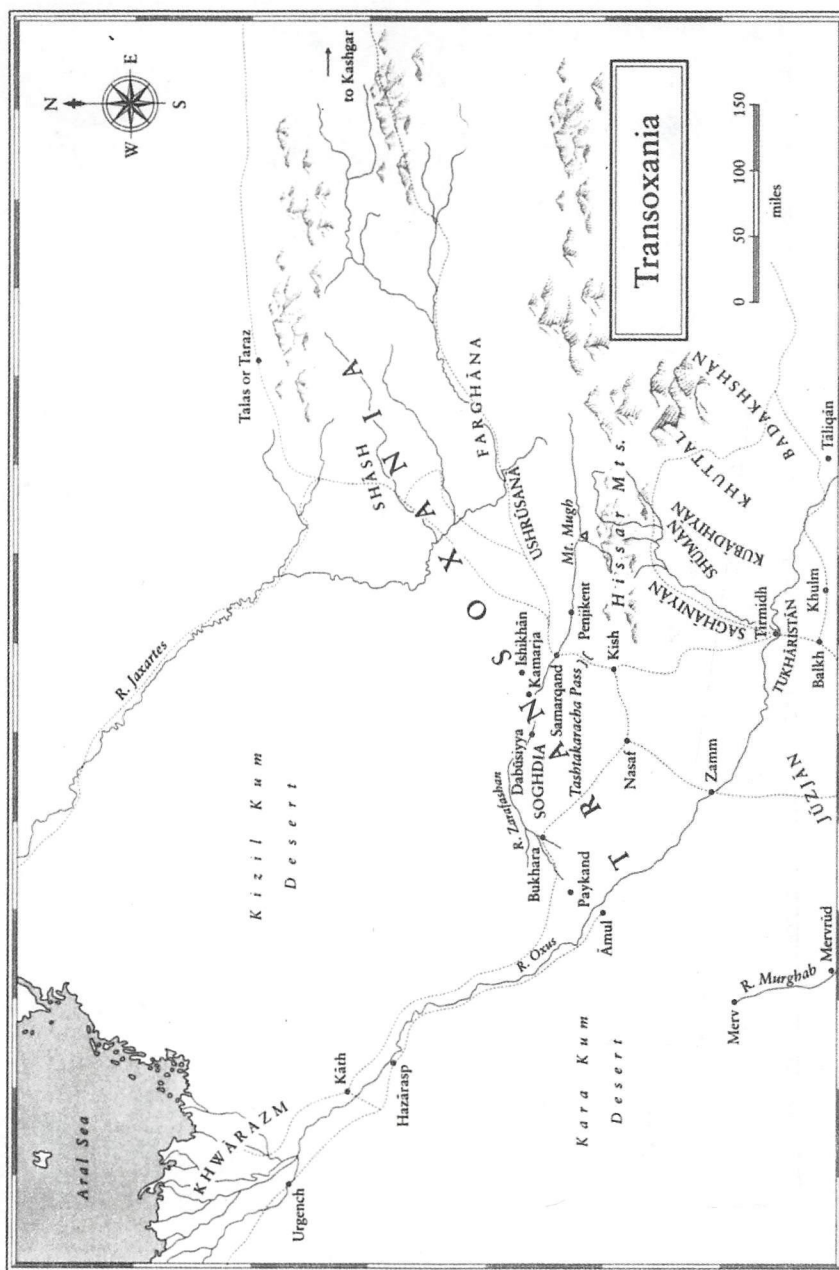 Transoxania
0 50 100 150
miles
N
E
S
W
to Kashgar
Aral Sea
KHWĀRAZM
Urgench
Kāth
Hazārasp
Kizil Kum
Desert
R. Jaxartes
Talas or Taraz
SHĀSH
FARGHĀNA
USHRŪSANA
TRANSOXANIA
Ishikhān
Kamarja
Dabūsiyya
R. Zarafashan
SOGHDIA
Samarqand
Penjikent
Mt. Mugh
Tashtakaracha Pass
Hissar Mts.
Bukhara
Paykand
Kish
Nasaf
R. Oxus
Āmul
Zamm
Kara Kum
Desert
Merv
R. Murghab
Mervrūd
JŪZJĀN
SAGHĀNIYĀN
SHŪMĀN
KUBĀDHIYĀN
KHUTTAL
BADAKHSHĀN
Tirmidh
TUKHĀRISTĀN
Balkh
Khulm
Tāliqān